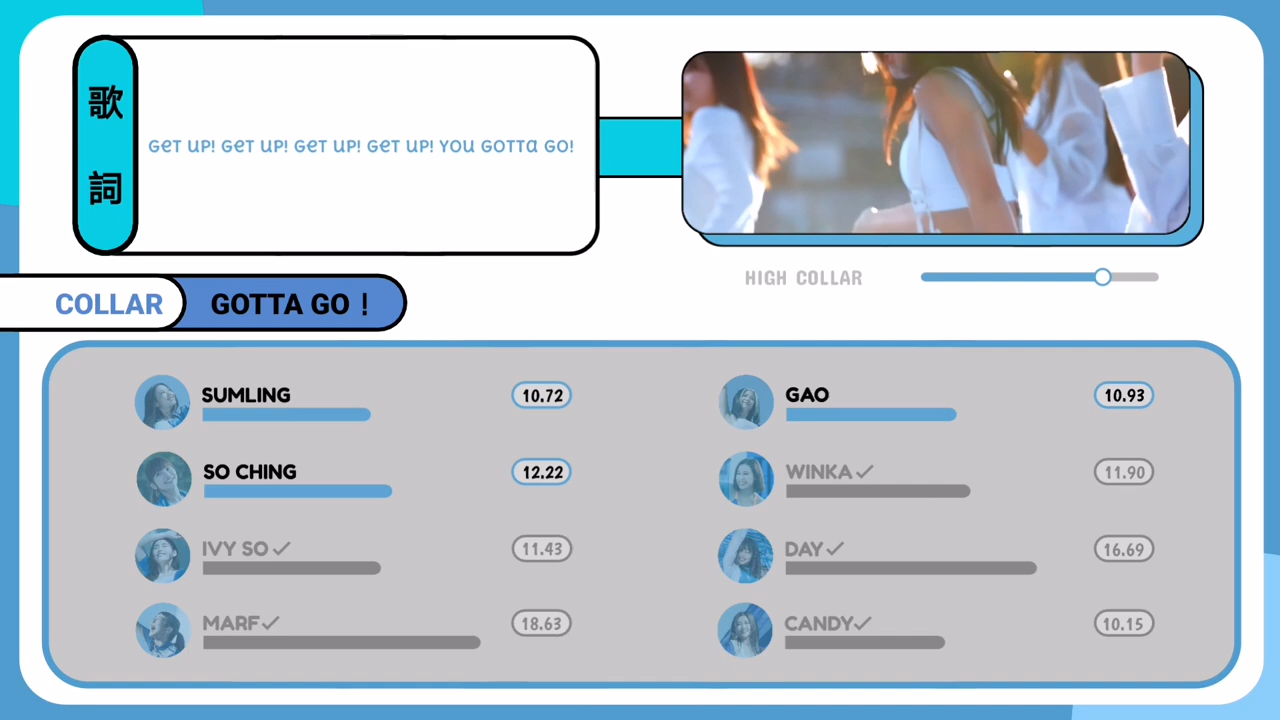 歌詞
Get up! Get up! Get up! Get up! You gotta go!
HIGH COLLAR
COLLAR GOTTA GO！
SUMLING 10.72
GAO 10.93
SO CHING 12.22
WINKA✓ 11.90
IVY SO✓ 11.43
DAY✓ 16.69
MARF✓ 18.63
CANDY✓ 10.15